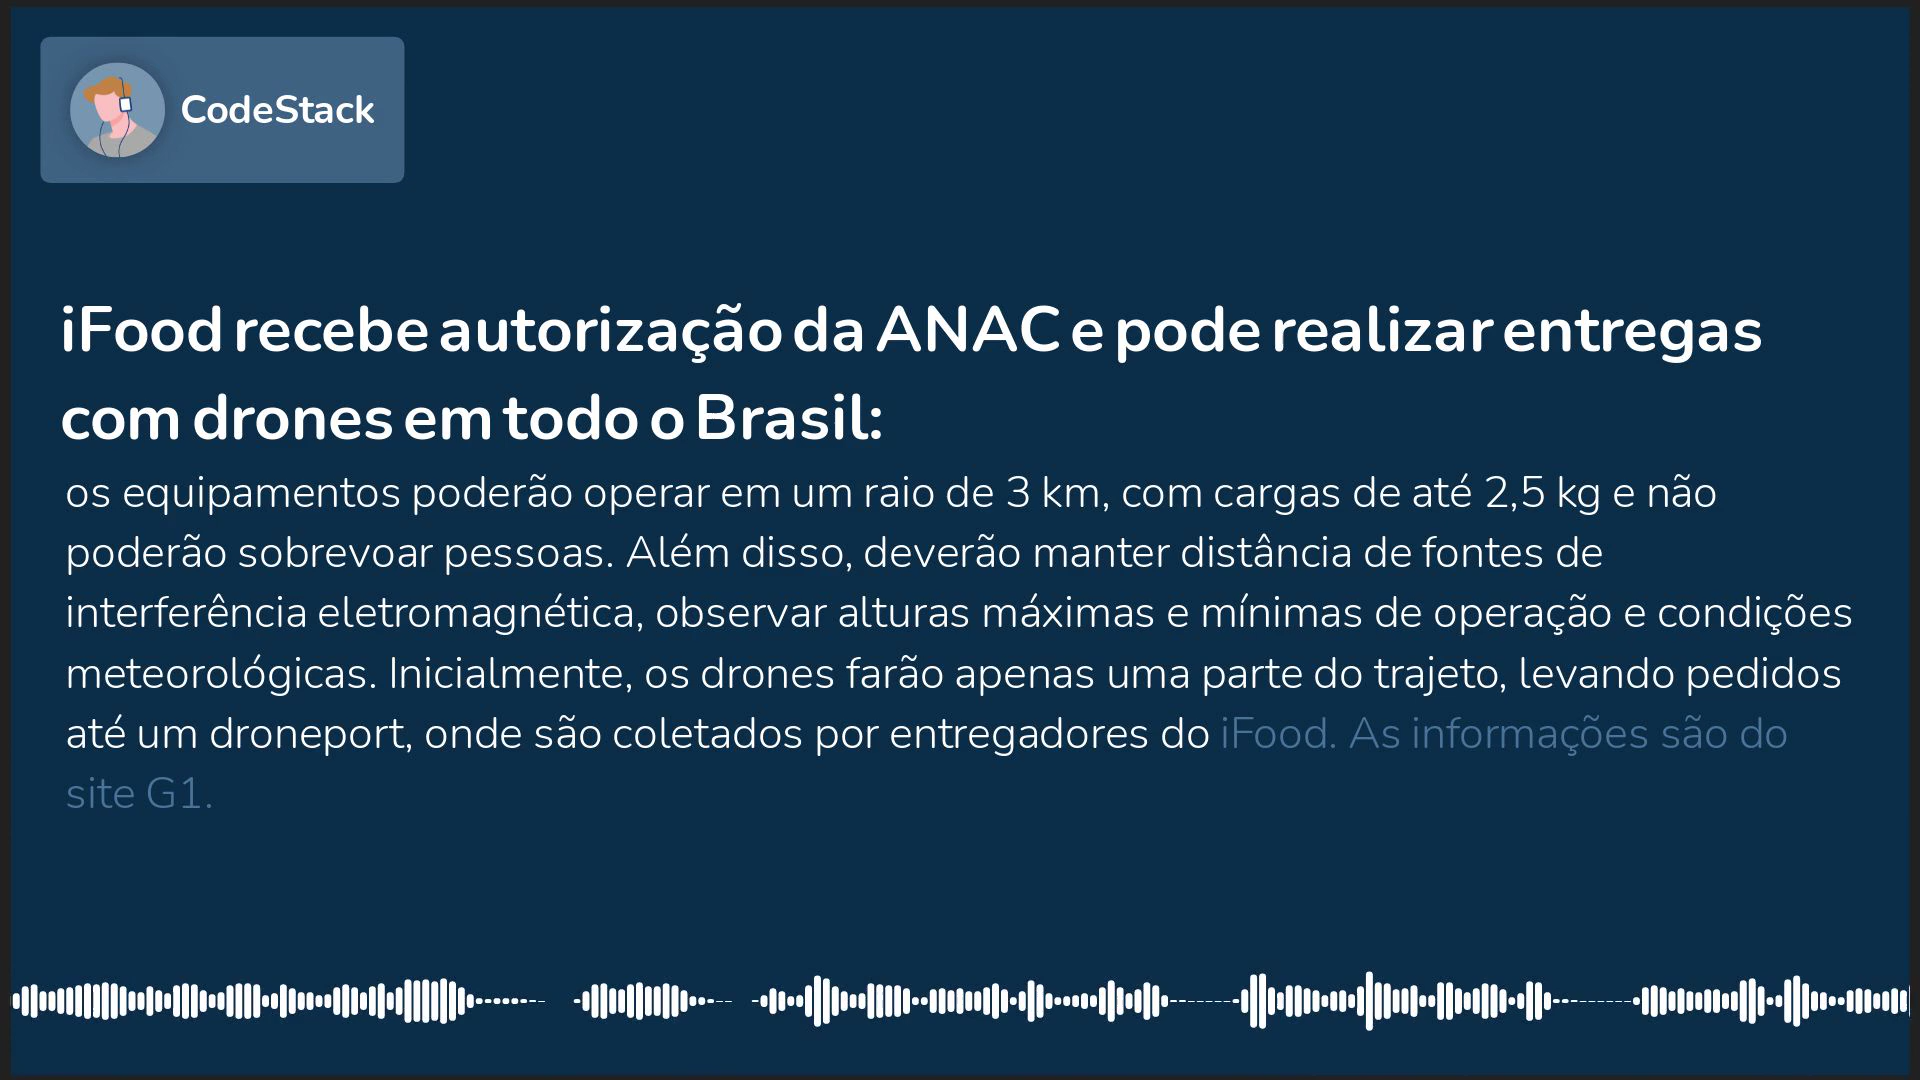 CodeStack
iFood recebe autorização da ANAC e pode realizar entregas
com drones em todo o Brasil:
os equipamentos poderão operar em um raio de 3 km, com cargas de até 2,5 kg e não
poderão sobrevoar pessoas. Além disso, deverão manter distância de fontes de
interferência eletromagnética, observar alturas máximas e mínimas de operação e condições
meteorológicas. Inicialmente, os drones farão apenas uma parte do trajeto, levando pedidos
até um droneport, onde são coletados por entregadores do iFood. As informações são do
site G1.